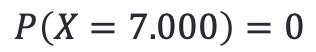 P(X = 7.000) = 0